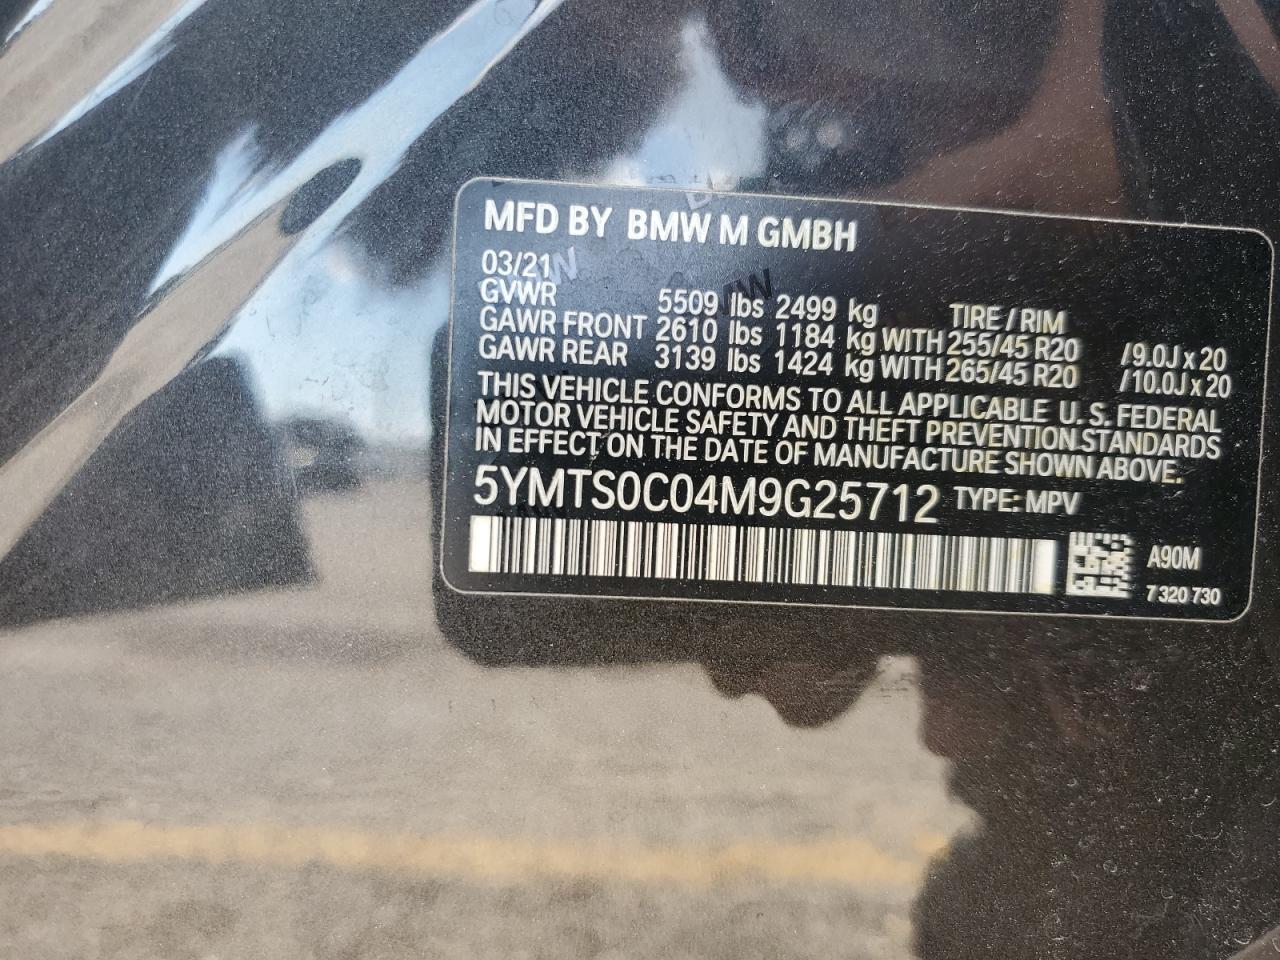 MFD BY BMW M GMBH
03/21
GVWR 5509 lbs 2499 kg TIRE / RIM
GAWR FRONT 2610 lbs 1184 kg WITH 255/45 R20 /9.0J x 20
GAWR REAR 3139 lbs 1424 kg WITH 265/45 R20 /10.0J x 20
THIS VEHICLE CONFORMS TO ALL APPLICABLE U.S. FEDERAL
MOTOR VEHICLE SAFETY AND THEFT PREVENTION STANDARDS
IN EFFECT ON THE DATE OF MANUFACTURE SHOWN ABOVE.
5YMTS0C04M9G25712 TYPE: MPV
A90M
7 320 730